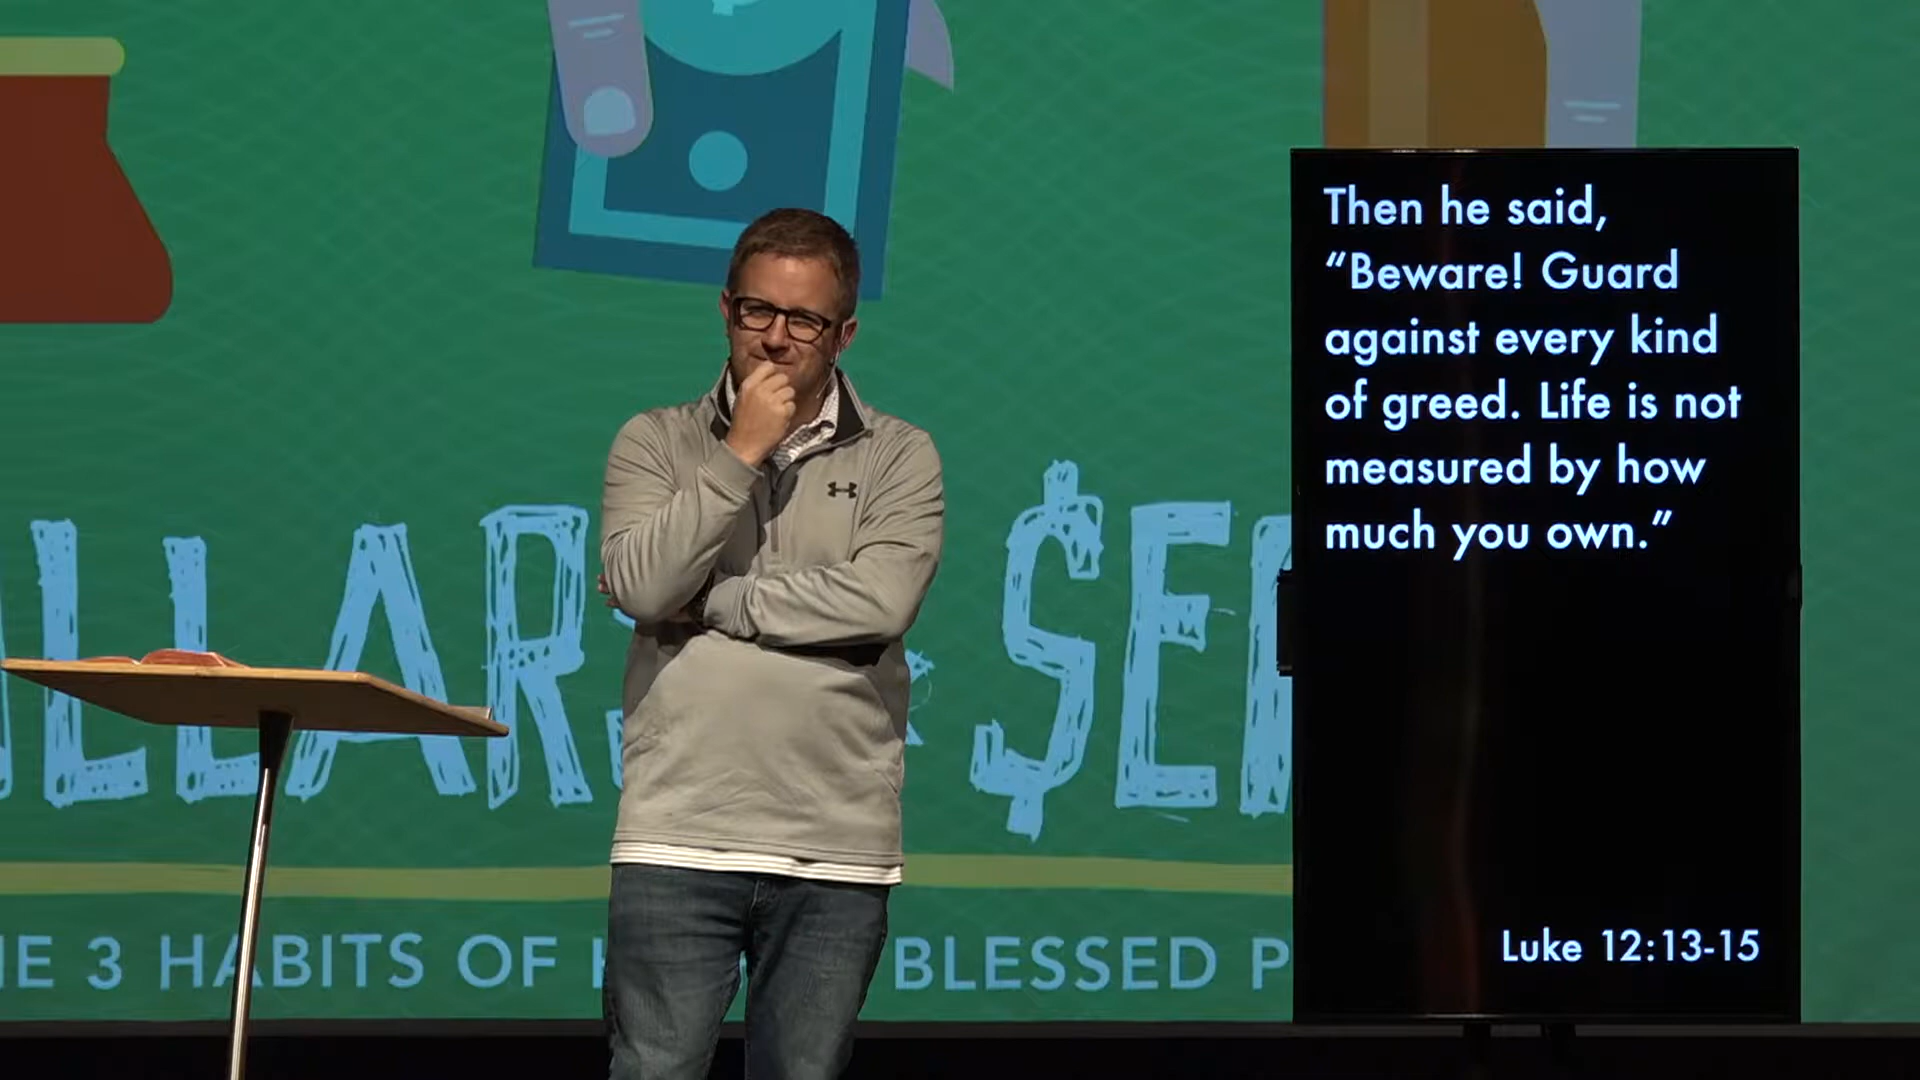 Then he said,
“Beware! Guard
against every kind
of greed. Life is not
measured by how
much you own.”
Luke 12:13-15
LLAR &
$E
3 HABITS OF
BLESSED P